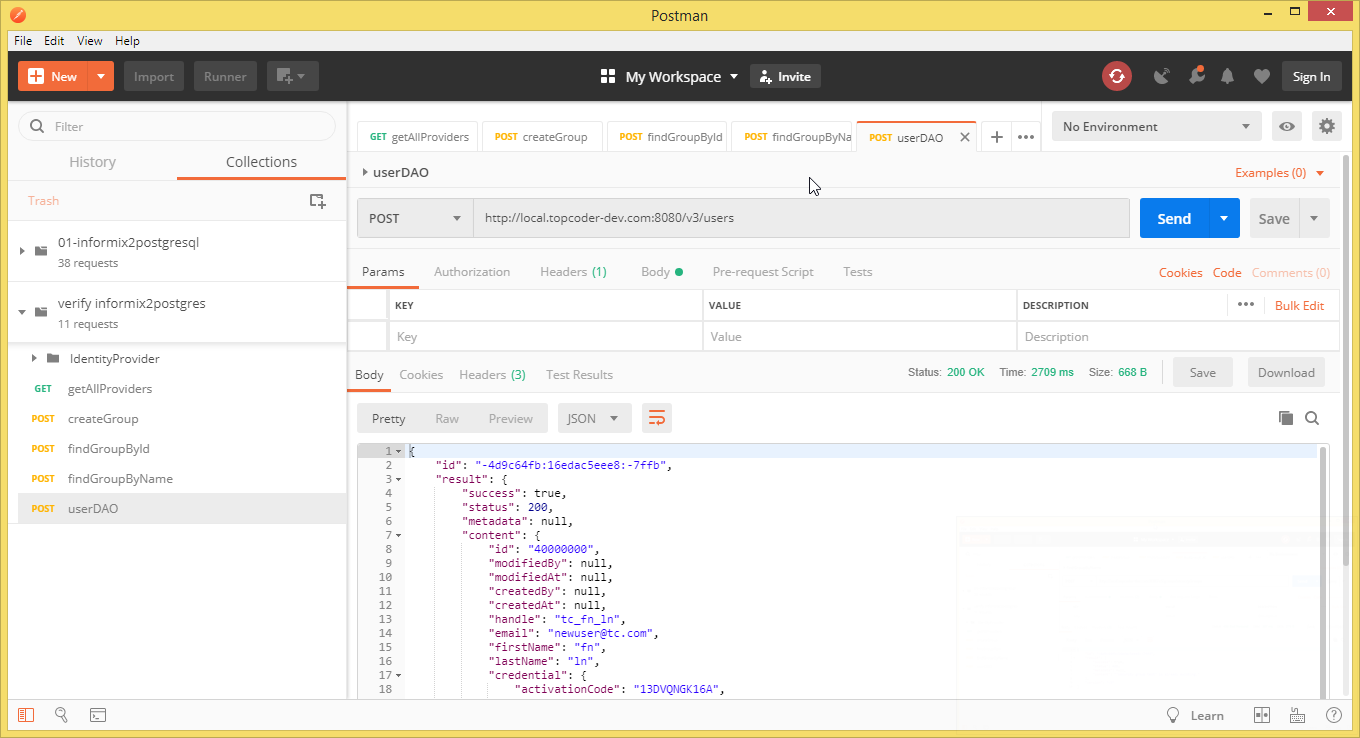 Postman
File Edit View Help
New Import Runner My Workspace Invite Sign In
Filter
History Collections
Trash
01-informix2postgresql
38 requests
verify informix2postgres
11 requests
IdentityProvider
GET getAllProviders
POST createGroup
POST findGroupById
POST findGroupByName
POST userDAO
GET getAllProviders POST createGroup POST findGroupById POST findGroupByNa POST userDAO No Environment
userDAO Examples (0)
POST http://local.topcoder-dev.com:8080/v3/users Send Save
Params Authorization Headers (1) Body Pre-request Script Tests Cookies Code Comments (0)
KEY VALUE DESCRIPTION Bulk Edit
Key Value Description
Body Cookies Headers (3) Test Results Status: 200 OK Time: 2709 ms Size: 668 B Save Download
Pretty Raw Preview JSON
1 {
2 "id": "-4d9c64fb:16edac5eee8:-7ffb",
3 "result": {
4 "success": true,
5 "status": 200,
6 "metadata": null,
7 "content": {
8 "id": "40000000",
9 "modifiedBy": null,
10 "modifiedAt": null,
11 "createdBy": null,
12 "createdAt": null,
13 "handle": "tc_fn_ln",
14 "email": "newuser@tc.com",
15 "firstName": "fn",
16 "lastName": "ln",
17 "credential": {
18 "activationCode": "13DVQNGK16A",
Learn